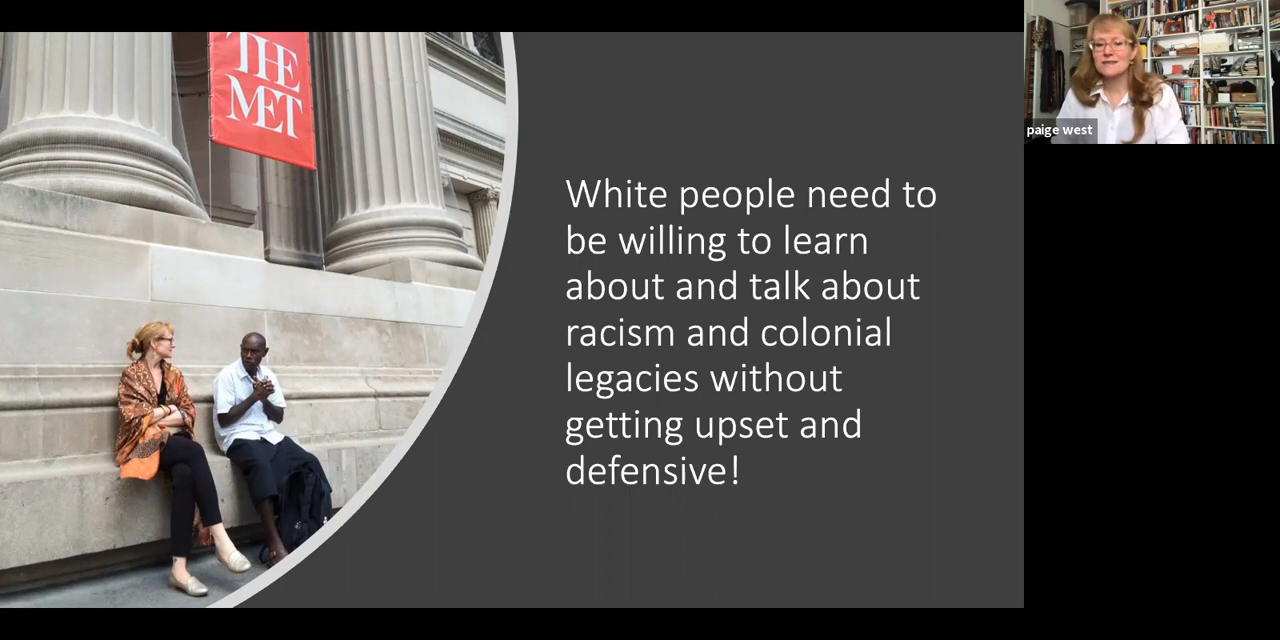 THE
MET
White people need to
be willing to learn
about and talk about
racism and colonial
legacies without
getting upset and
defensive!
paige west